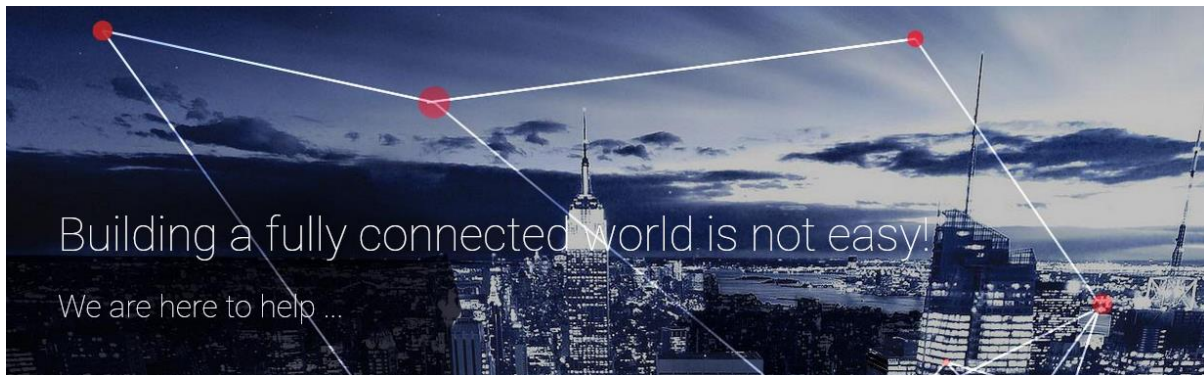 Building a fully connected world is not easy!
We are here to help ...